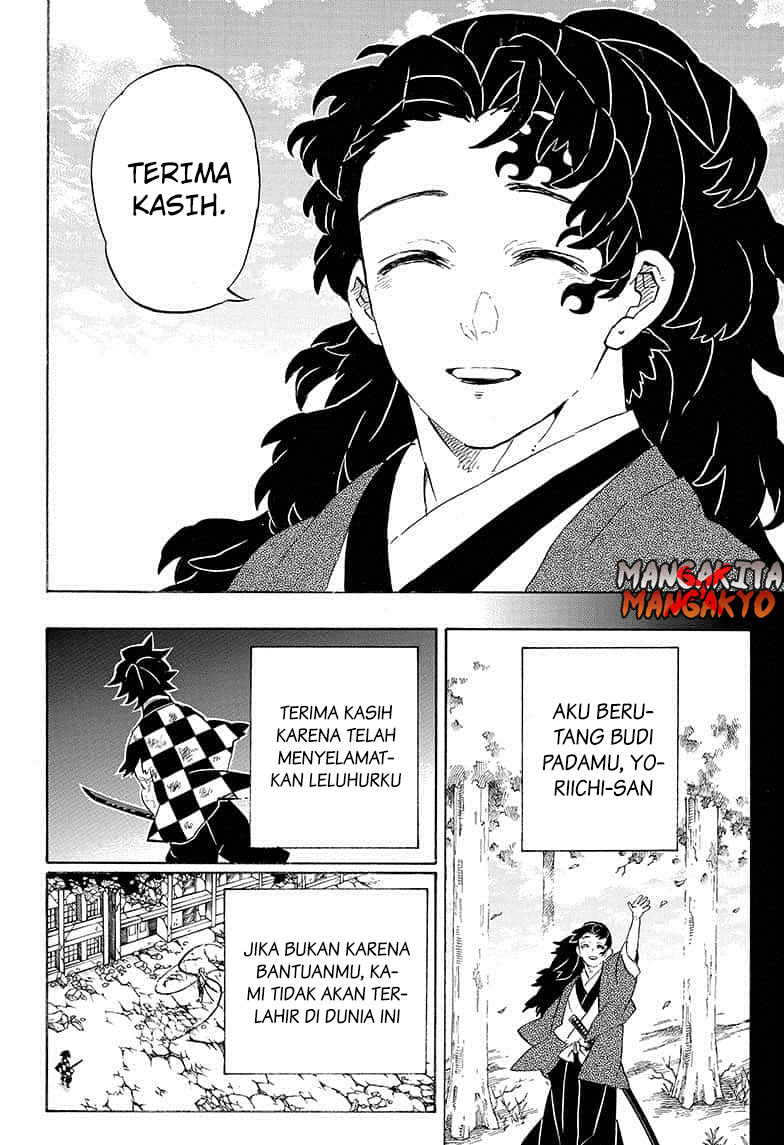 TERIMA
KASIH.
MANGAKITA
MANGAKYO
AKU BERU-
TANG BUDI
PADAMU, YO-
RIICHI-SAN
TERIMA KASIH
KARENA TELAH
MENYELAMAT-
KAN LELUHURKU
JIKA BUKAN KARENA
BANTUANMU, KA-
MI TIDAK AKAN TER-
LAHIR DI DUNIA INI